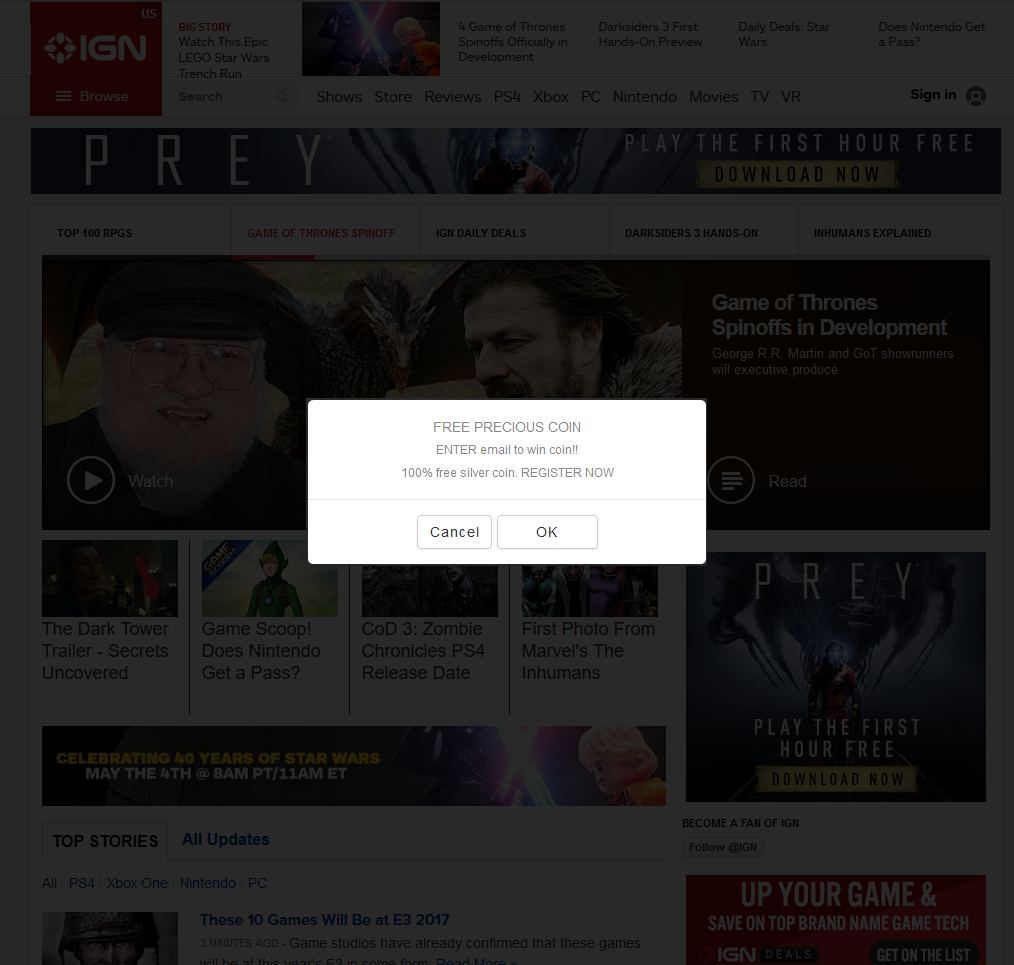 US
IGN
BIG STORY
Watch This Epic
LEGO Star Wars
Trench Run
4 Game of Thrones
Spinoffs Officially in
Development
Darksiders 3 First
Hands-On Preview
Daily Deals: Star
Wars
Does Nintendo Get
a Pass?
Browse
Search
Shows Store Reviews PS4 Xbox PC Nintendo Movies TV VR
Sign in
PREY
PLAY THE FIRST HOUR FREE
DOWNLOAD NOW
TOP 100 RPGS
GAME OF THRONES SPINOFF
IGN DAILY DEALS
DARKSIDERS 3 HANDS-ON
INHUMANS EXPLAINED
Game of Thrones
Spinoffs in Development
George R.R. Martin and GoT showrunners
will executive produce.
Watch
Read
FREE PRECIOUS COIN
ENTER email to win coin!!
100% free silver coin. REGISTER NOW
Cancel
OK
GAME SCOOP!
The Dark Tower
Trailer - Secrets
Uncovered
Game Scoop!
Does Nintendo
Get a Pass?
CoD 3: Zombie
Chronicles PS4
Release Date
First Photo From
Marvel's The
Inhumans
PREY
PLAY THE FIRST
HOUR FREE
DOWNLOAD NOW
CELEBRATING 40 YEARS OF STAR WARS
MAY THE 4TH @ 8AM PT/11AM ET
BECOME A FAN OF IGN
Follow @IGN
TOP STORIES
All Updates
All PS4 Xbox One Nintendo PC
These 10 Games Will Be at E3 2017
3 MINUTES AGO - Game studios have already confirmed that these games
will be at this year's E3 in some form. Read More »
UP YOUR GAME &
SAVE ON TOP BRAND NAME GAME TECH
IGN DEALS
GET ON THE LIST